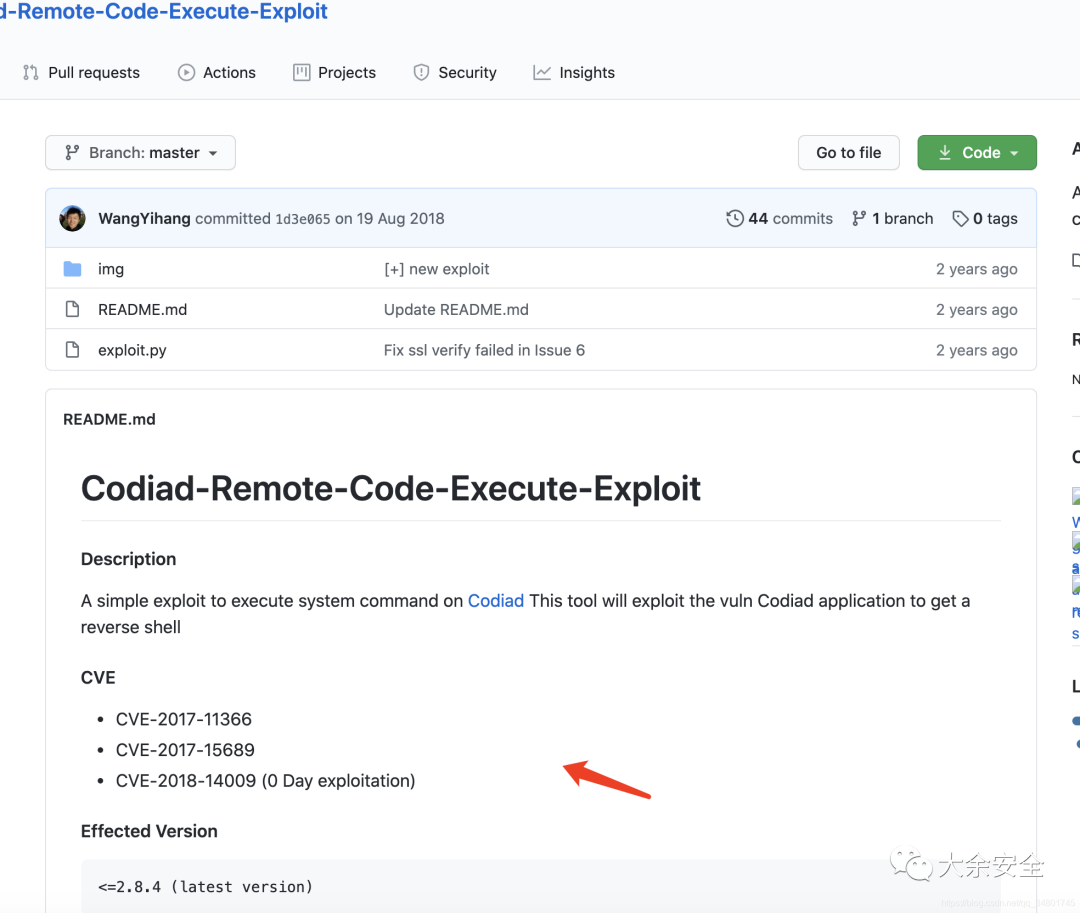 d-Remote-Code-Execute-Exploit
Pull requests Actions Projects Security Insights
Branch: master Go to file Code
WangYihang committed 1d3e065 on 19 Aug 2018 44 commits 1 branch 0 tags
img [+] new exploit 2 years ago
README.md Update README.md 2 years ago
exploit.py Fix ssl verify failed in Issue 6 2 years ago
README.md
Codiad-Remote-Code-Execute-Exploit
Description
A simple exploit to execute system command on Codiad This tool will exploit the vuln Codiad application to get a
reverse shell
CVE
• CVE-2017-11366
• CVE-2017-15689
• CVE-2018-14009 (0 Day exploitation)
Effected Version
<=2.8.4 (latest version)
大余安全